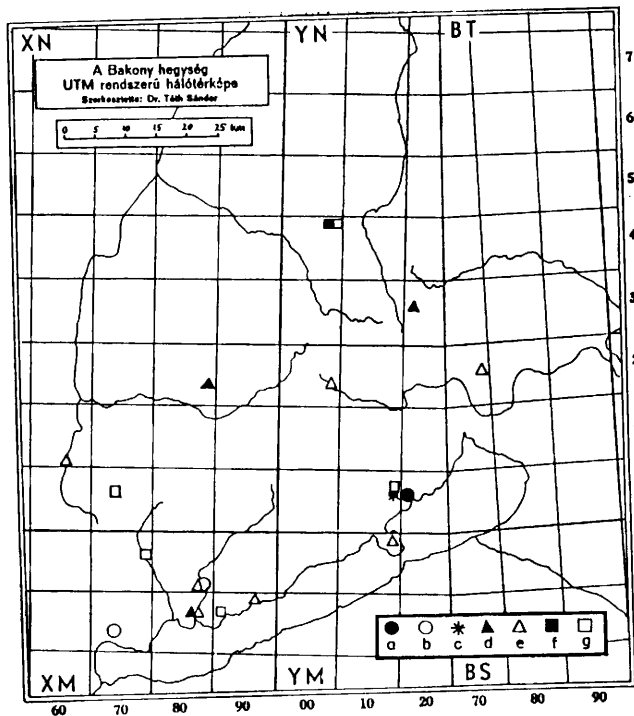 XN YN BT
A Bakony hegység
UTM rendszerű hálótérképe
Szerkesztette: Dr. Tóth Sándor
0 5 10 15 20 25 km
7
6
5
4
3
2
a b c d e f g
XM YM BS
60 70 80 90 00 10 20 70 80 90